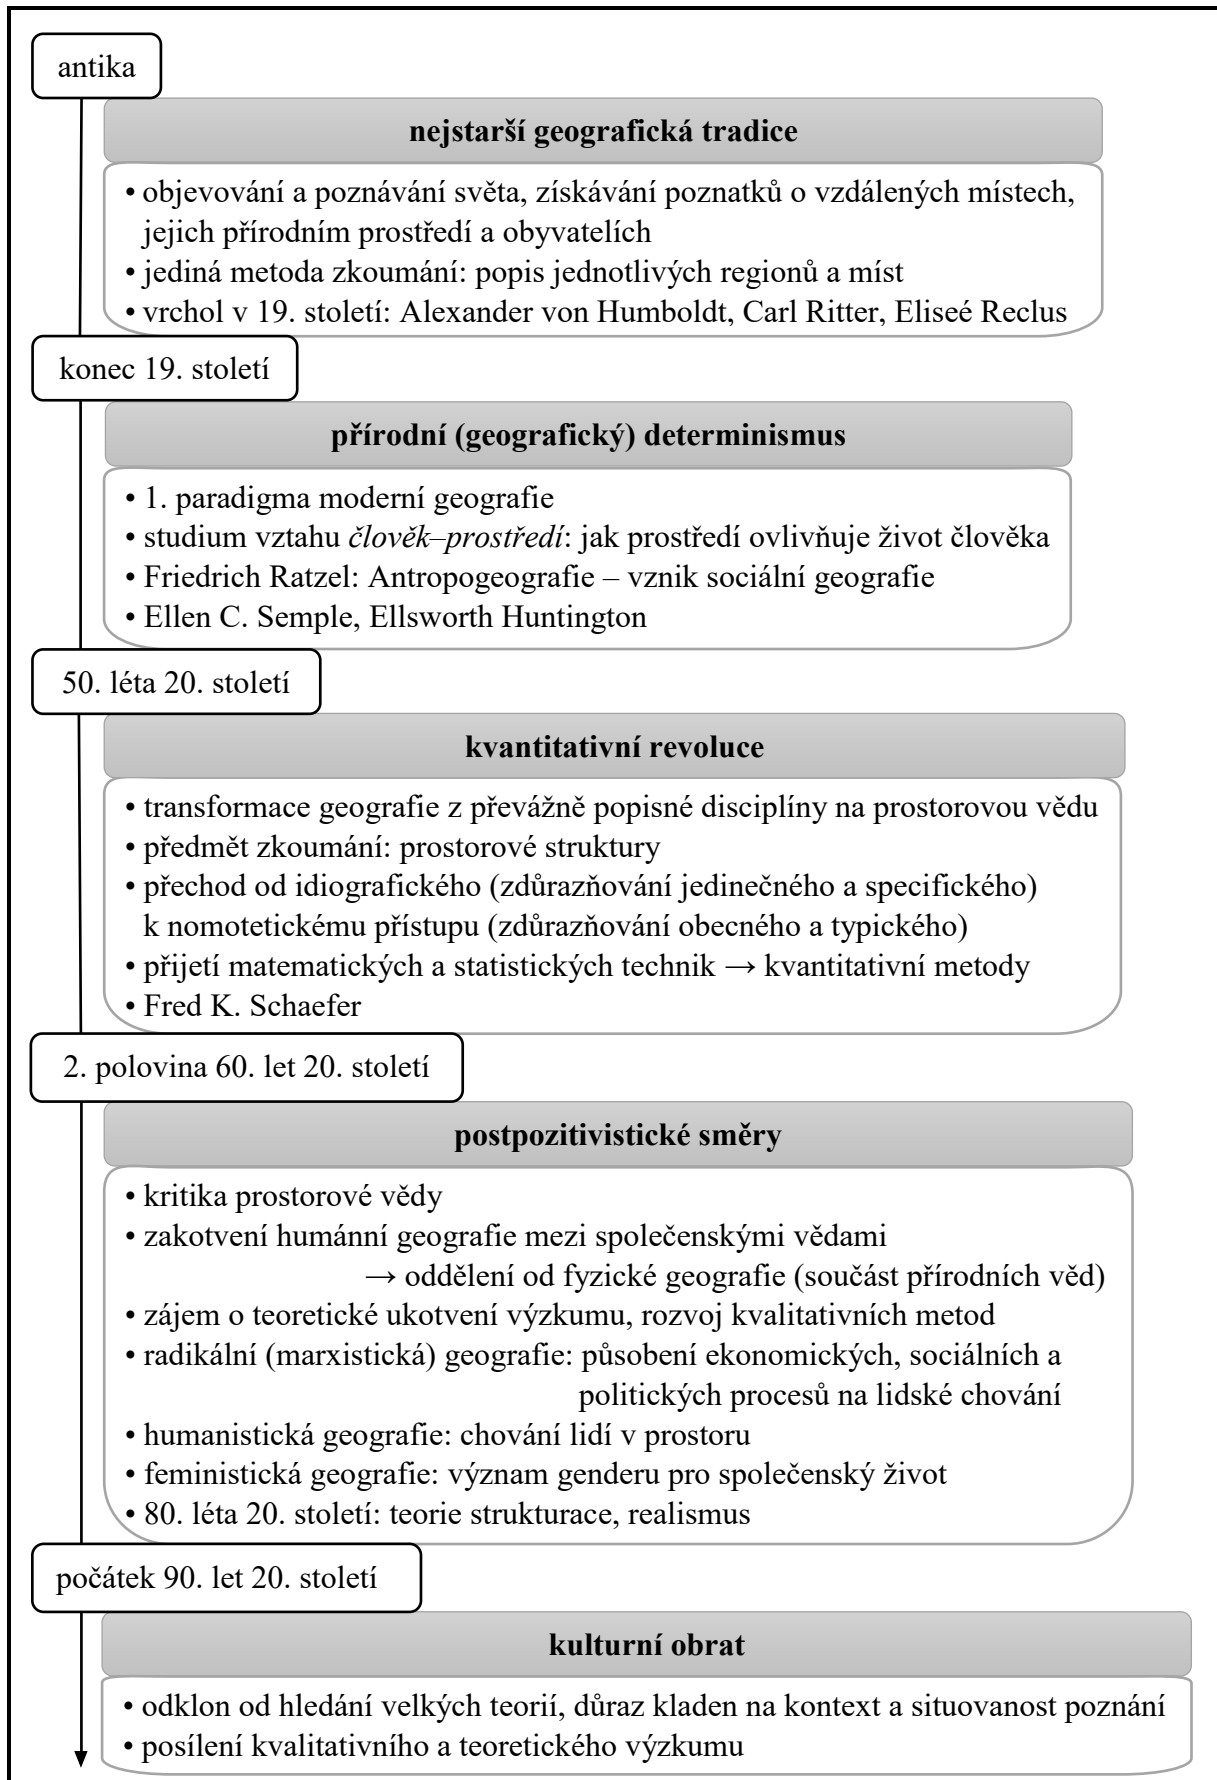 antika
nejstarší geografická tradice
• objevování a poznávání světa, získávání poznatků o vzdálených místech,
jejich přírodním prostředí a obyvatelích
• jediná metoda zkoumání: popis jednotlivých regionů a míst
• vrchol v 19. století: Alexander von Humboldt, Carl Ritter, Eliseé Reclus
konec 19. století
přírodní (geografický) determinismus
• 1. paradigma moderní geografie
• studium vztahu člověk–prostředí: jak prostředí ovlivňuje život člověka
• Friedrich Ratzel: Antropogeografie – vznik sociální geografie
• Ellen C. Semple, Ellsworth Huntington
50. léta 20. století
kvantitativní revoluce
• transformace geografie z převážně popisné disciplíny na prostorovou vědu
• předmět zkoumání: prostorové struktury
• přechod od idiografického (zdůrazňování jedinečného a specifického)
k nomotetickému přístupu (zdůrazňování obecného a typického)
• přijetí matematických a statistických technik → kvantitativní metody
• Fred K. Schaefer
2. polovina 60. let 20. století
postpozitivistické směry
• kritika prostorové vědy
• zakotvení humánní geografie mezi společenskými vědami
→ oddělení od fyzické geografie (součást přírodních věd)
• zájem o teoretické ukotvení výzkumu, rozvoj kvalitativních metod
• radikální (marxistická) geografie: působení ekonomických, sociálních a
politických procesů na lidské chování
• humanistická geografie: chování lidí v prostoru
• feministická geografie: význam genderu pro společenský život
• 80. léta 20. století: teorie strukturace, realismus
počátek 90. let 20. století
kulturní obrat
• odklon od hledání velkých teorií, důraz kladen na kontext a situovanost poznání
• posílení kvalitativního a teoretického výzkumu